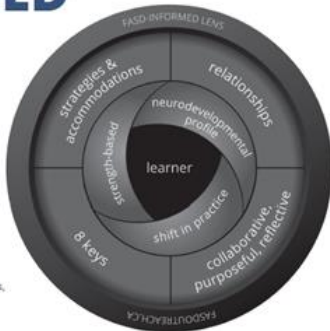 ED
FASD-INFORMED LENS
strategies &
accommodations
relationships
neurodevelopmental
profile
strength-based
learner
shift in practice
8 keys
collaborative,
purposeful, reflective
FASDOUTREACH.CA
s,